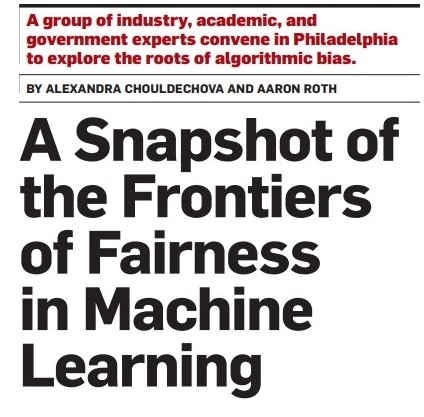 A group of industry, academic, and
government experts convene in Philadelphia
to explore the roots of algorithmic bias.
BY ALEXANDRA CHOULDECHOVA AND AARON ROTH
A Snapshot of
the Frontiers
of Fairness
in Machine
Learning